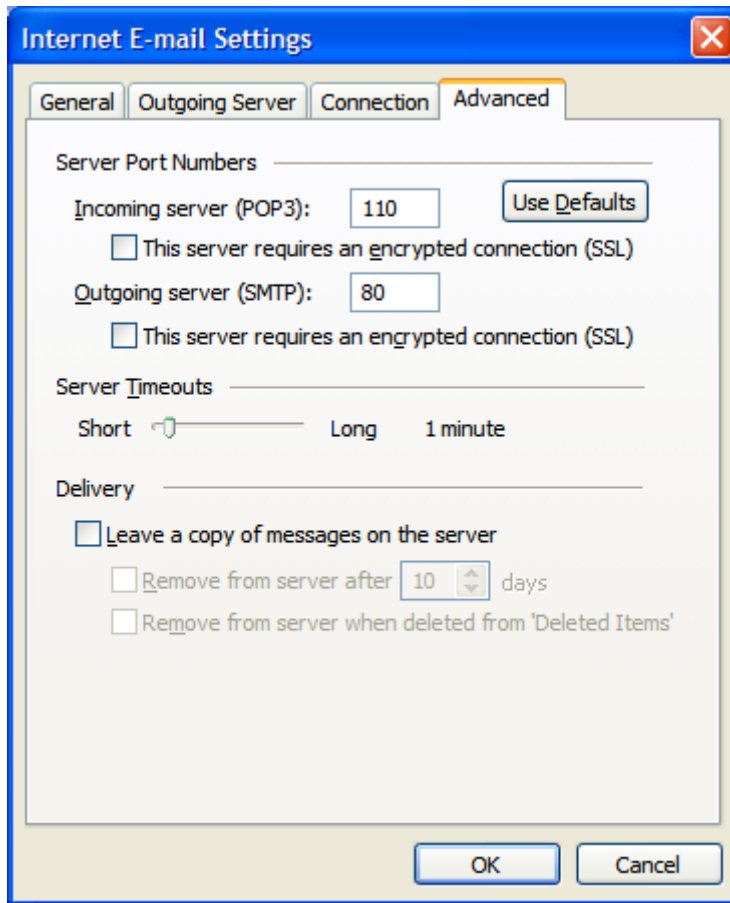 Internet E-mail Settings
General Outgoing Server Connection Advanced
Server Port Numbers
Incoming server (POP3): 110 Use Defaults
This server requires an encrypted connection (SSL)
Outgoing server (SMTP): 80
This server requires an encrypted connection (SSL)
Server Timeouts
Short Long 1 minute
Delivery
Leave a copy of messages on the server
Remove from server after 10 days
Remove from server when deleted from 'Deleted Items'
OK Cancel